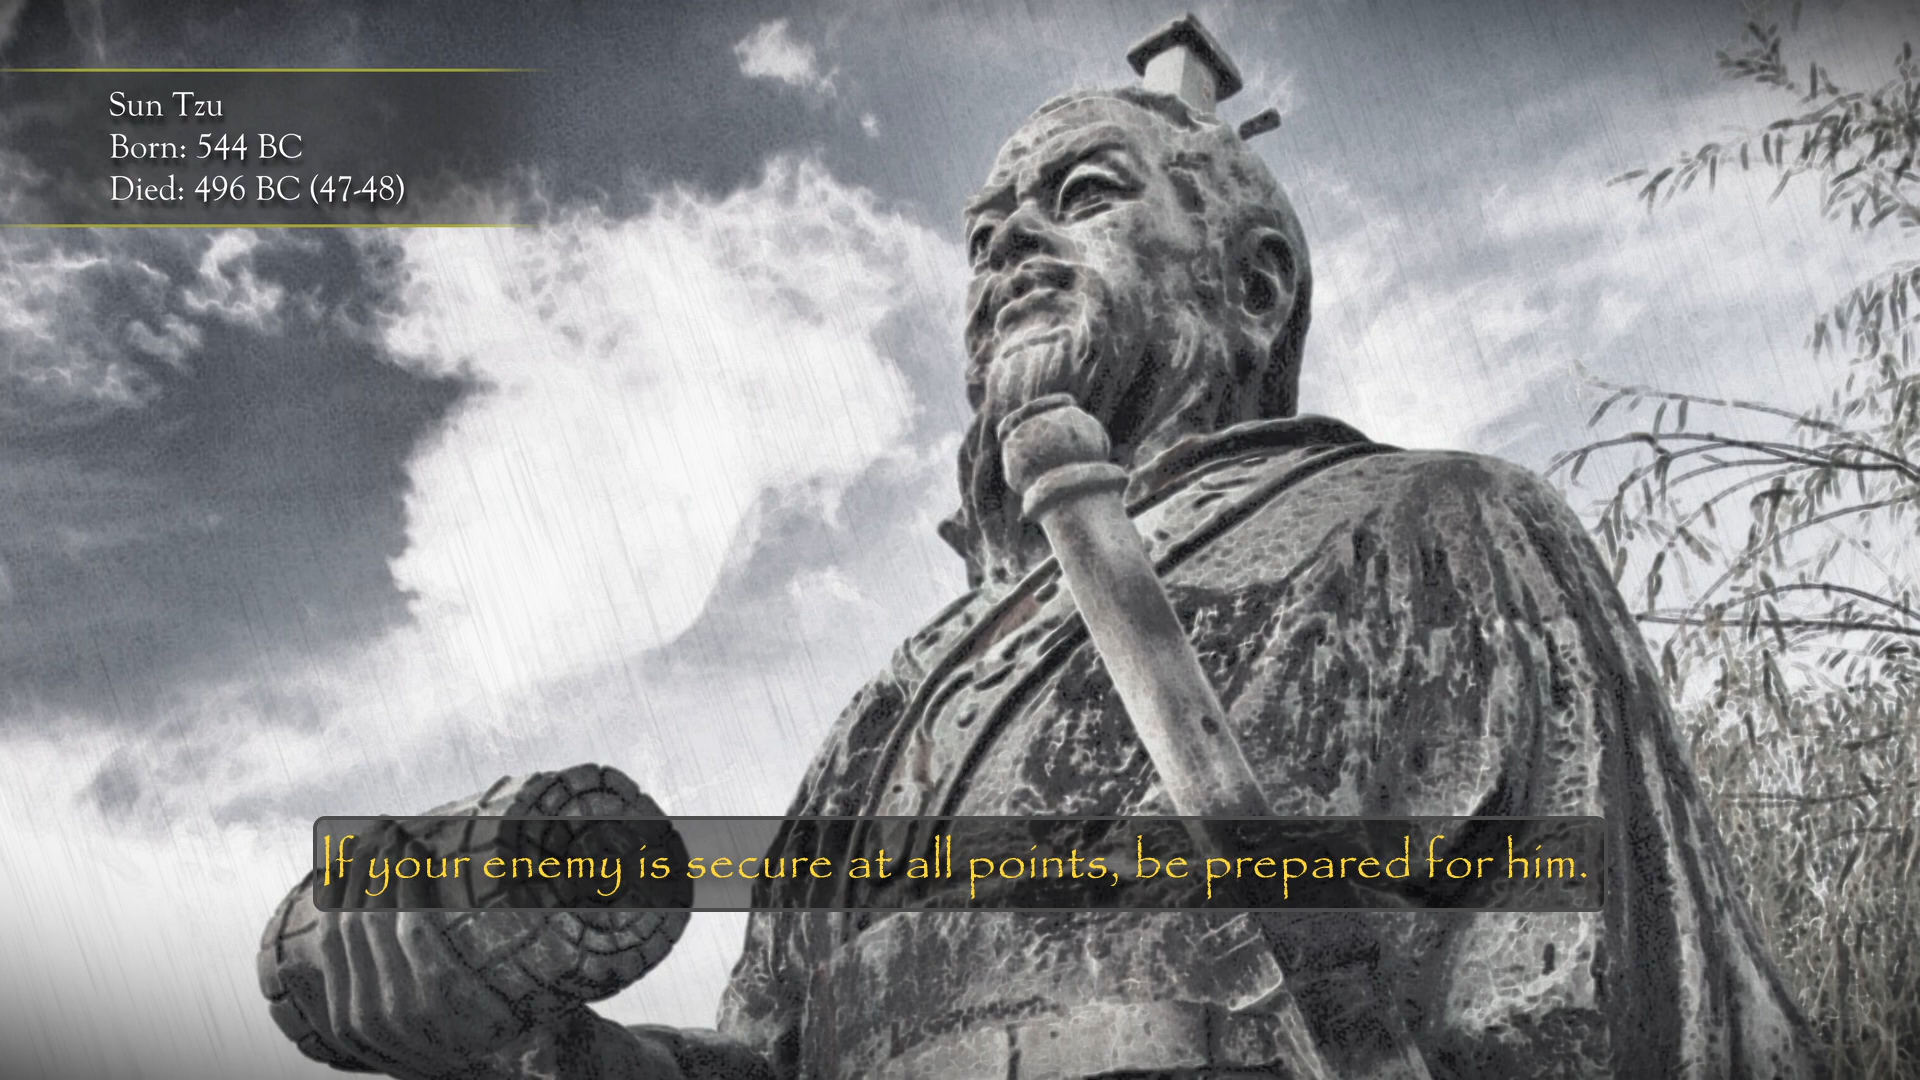 Sun Tzu
Born: 544 BC
Died: 496 BC (47-48)
If your enemy is secure at all points, be prepared for him.